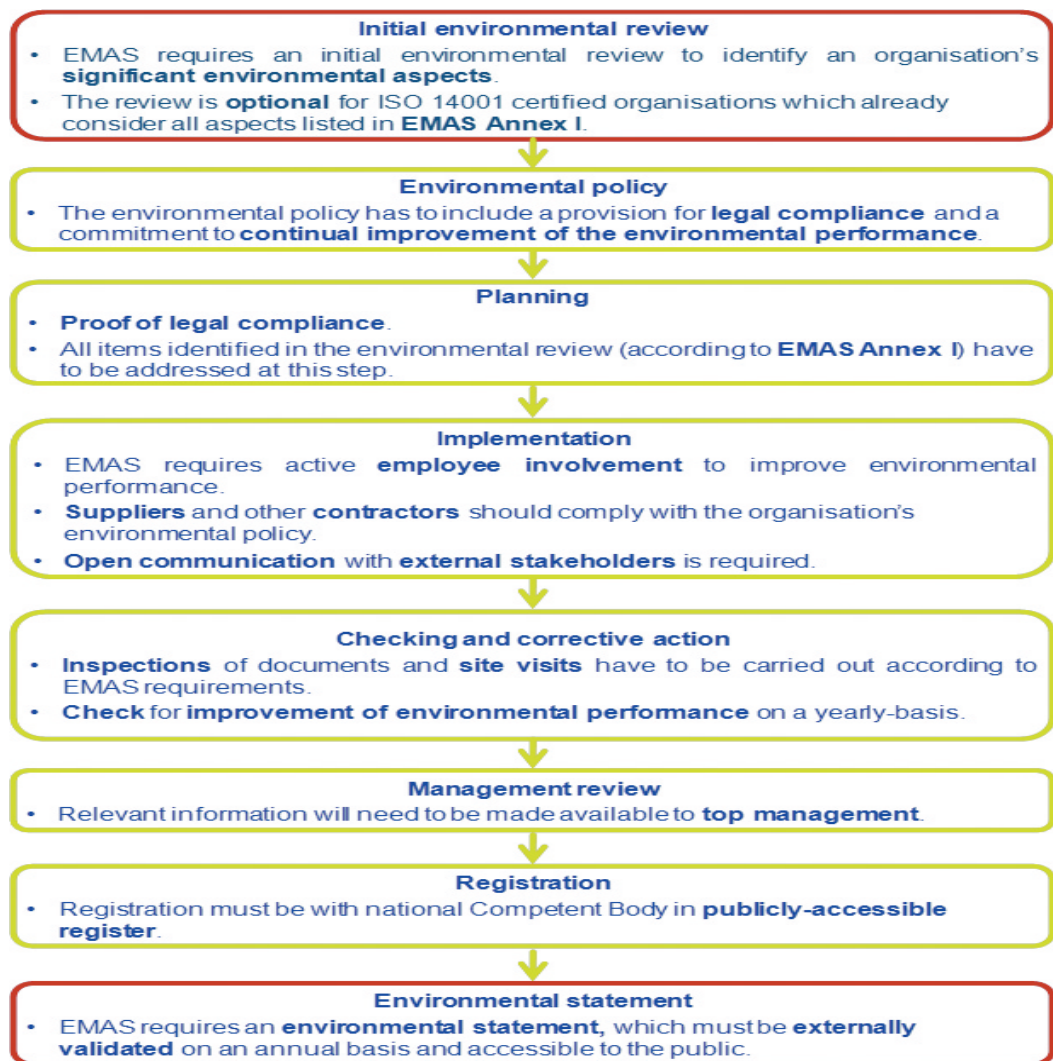 Initial environmental review
• EMAS requires an initial environmental review to identify an organisation's
significant environmental aspects.
• The review is optional for ISO 14001 certified organisations which already
consider all aspects listed in EMAS Annex I.
Environmental policy
• The environmental policy has to include a provision for legal compliance and a
commitment to continual improvement of the environmental performance.
Planning
• Proof of legal compliance.
• All items identified in the environmental review (according to EMAS Annex I) have
to be addressed at this step.
Implementation
• EMAS requires active employee involvement to improve environmental
performance.
• Suppliers and other contractors should comply with the organisation's
environmental policy.
• Open communication with external stakeholders is required.
Checking and corrective action
• Inspections of documents and site visits have to be carried out according to
EMAS requirements.
• Check for improvement of environmental performance on a yearly-basis.
Management review
• Relevant information will need to be made available to top management.
Registration
• Registration must be with national Competent Body in publicly-accessible
register.
Environmental statement
• EMAS requires an environmental statement, which must be externally
validated on an annual basis and accessible to the public.